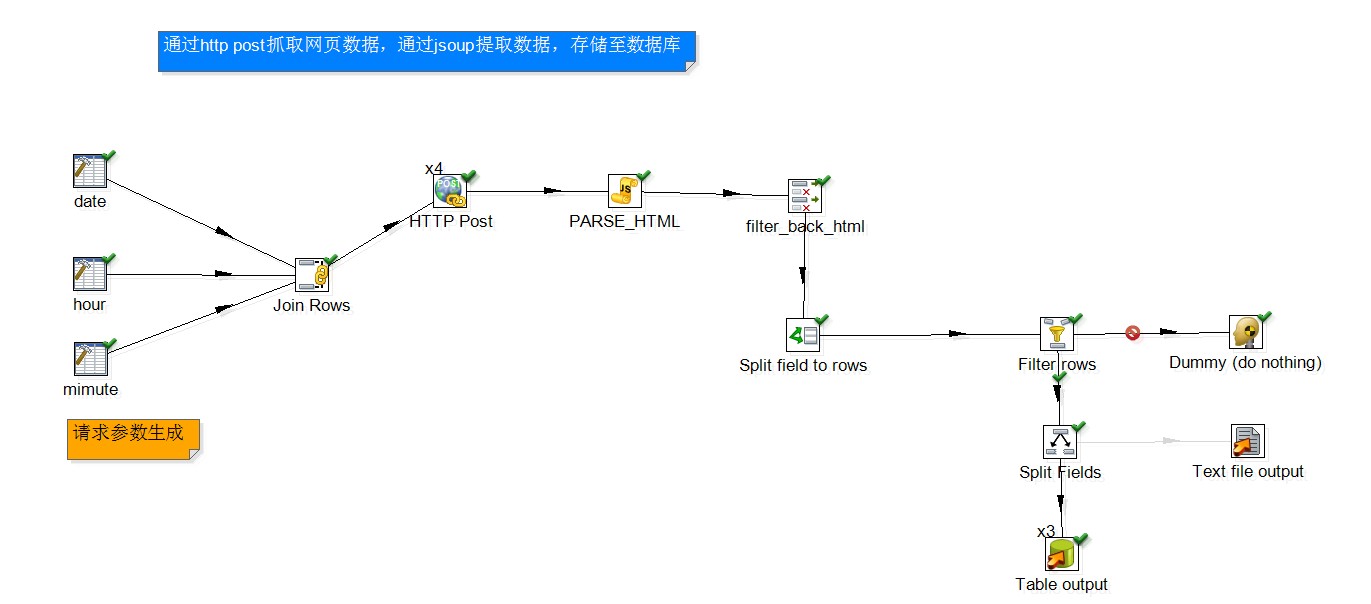 通过http post抓取网页数据，通过jsoup提取数据，存储至数据库
date
hour
mimute
请求参数生成
Join Rows
x4
POST
HTTP Post
JS
PARSE_HTML
filter_back_html
Split field to rows
Filter rows
Dummy (do nothing)
Split Fields
Text file output
x3
Table output